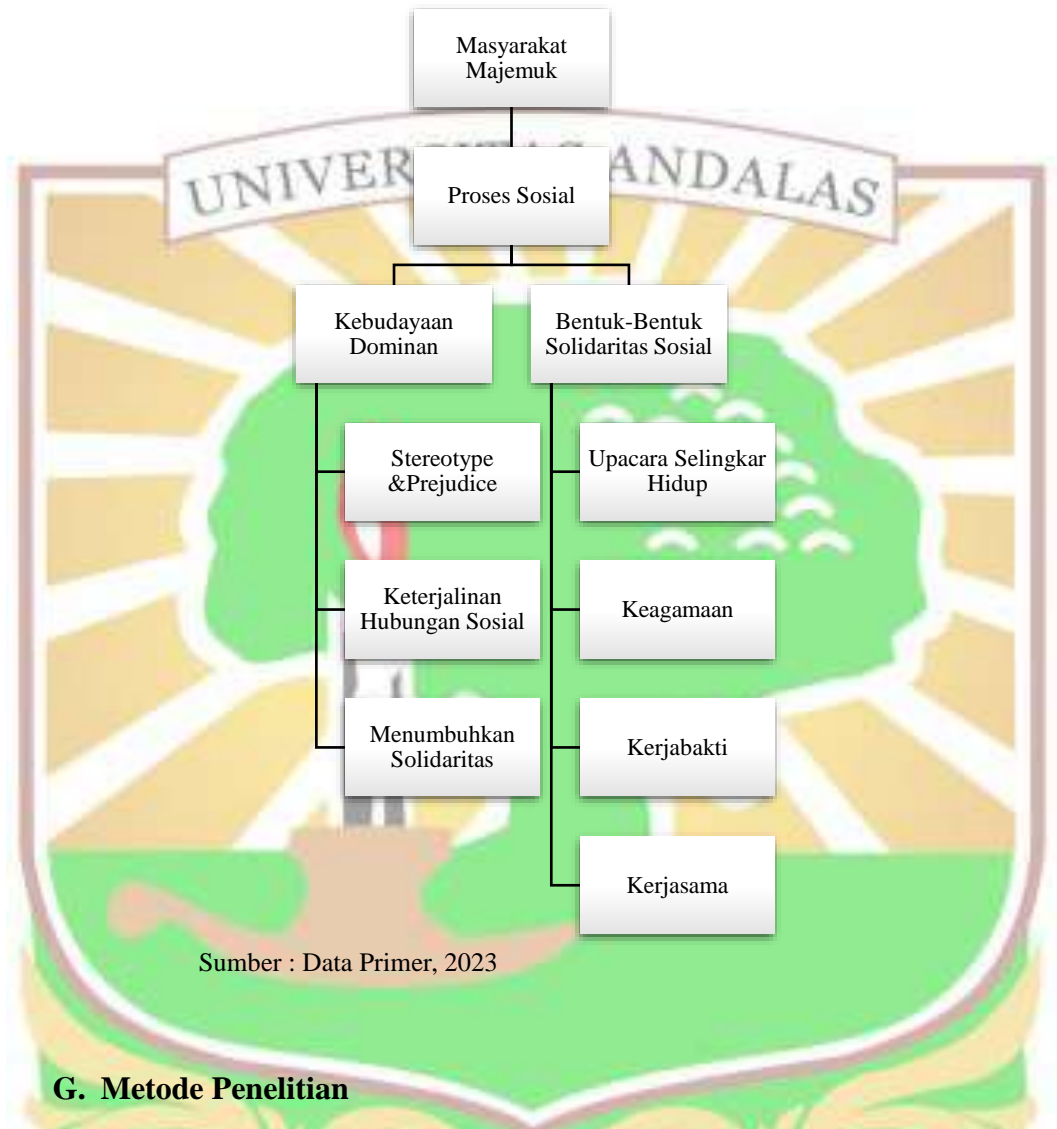 Masyarakat
Majemuk
UNIVERSITAS ANDALAS
Proses Sosial
Kebudayaan
Dominan
Bentuk-Bentuk
Solidaritas Sosial
Stereotype
&Prejudice
Upacara Selingkar
Hidup
Keterjalinan
Hubungan Sosial
Keagamaan
Menumbuhkan
Solidaritas
Kerjabakti
Kerjasama
Sumber : Data Primer, 2023
G. Metode Penelitian